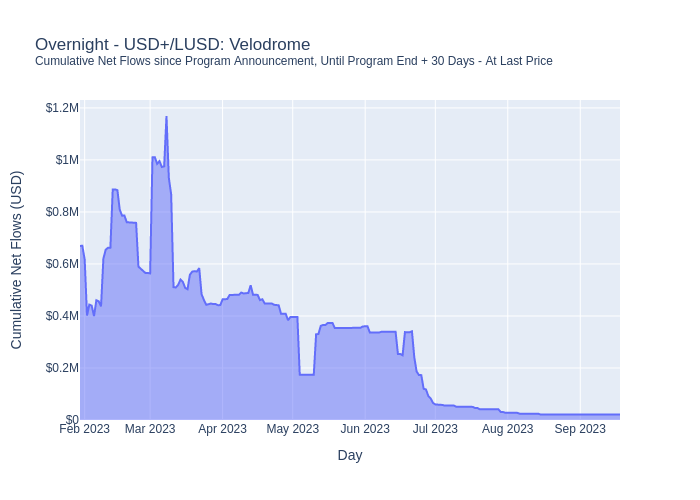 Overnight - USD+/LUSD: Velodrome
Cumulative Net Flows since Program Announcement, Until Program End + 30 Days - At Last Price
Cumulative Net Flows (USD)
$1.2M
$1M
$0.8M
$0.6M
$0.4M
$0.2M
$0
Feb 2023 Mar 2023 Apr 2023 May 2023 Jun 2023 Jul 2023 Aug 2023 Sep 2023
Day